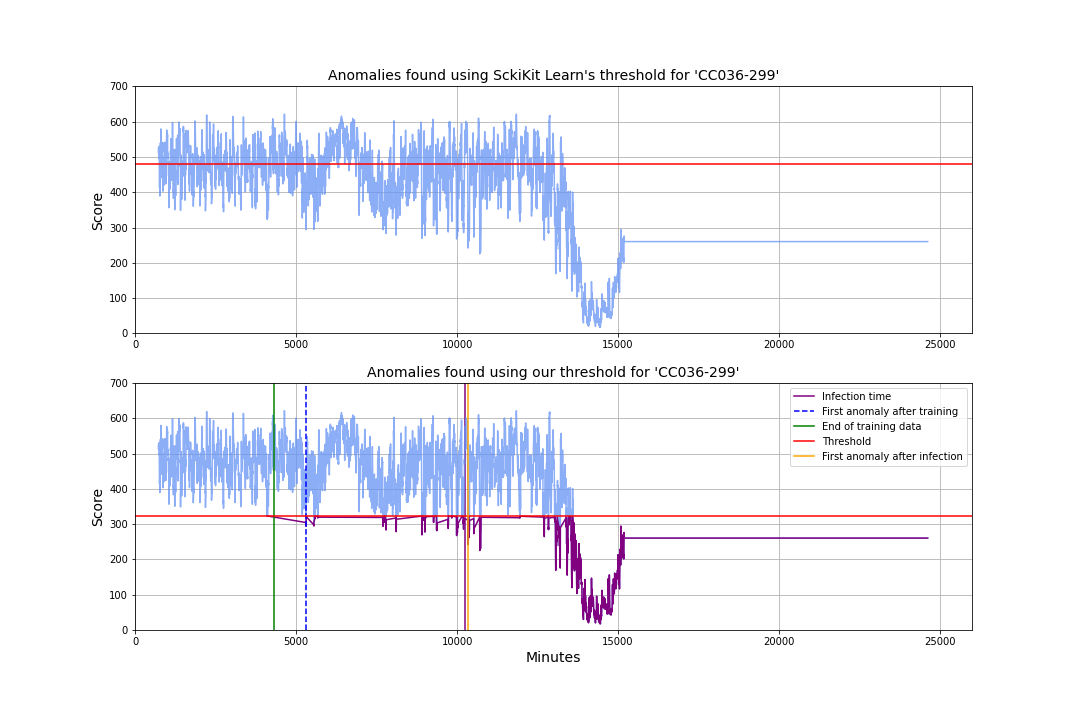 Anomalies found using SckiKit Learn's threshold for 'CC036-299'
700
600
500
400
300
200
100
0
Score
0 5000 10000 15000 20000 25000
Anomalies found using our threshold for 'CC036-299'
700
600
500
400
300
200
100
0
Score
Infection time
First anomaly after training
End of training data
Threshold
First anomaly after infection
0 5000 10000 15000 20000 25000
Minutes